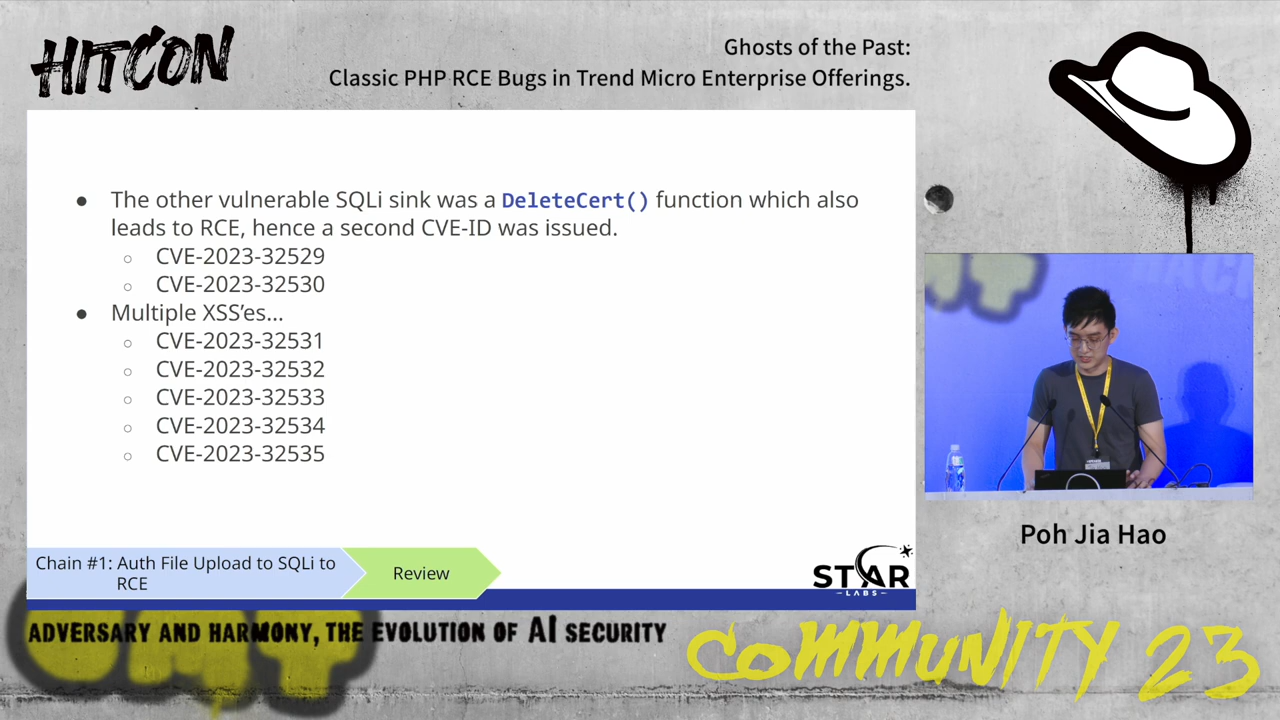 HITCON
Ghosts of the Past:
Classic PHP RCE Bugs in Trend Micro Enterprise Offerings.
● The other vulnerable SQLi sink was a DeleteCert() function which also
leads to RCE, hence a second CVE-ID was issued.
○ CVE-2023-32529
○ CVE-2023-32530
● Multiple XSS’es...
○ CVE-2023-32531
○ CVE-2023-32532
○ CVE-2023-32533
○ CVE-2023-32534
○ CVE-2023-32535
Chain #1: Auth File Upload to SQLi to
RCE
Review
STAR
LABS
Poh Jia Hao
ADVERSARY AND HARMONY, THE EVOLUTION OF AI SECURITY
COMMUNITY 23